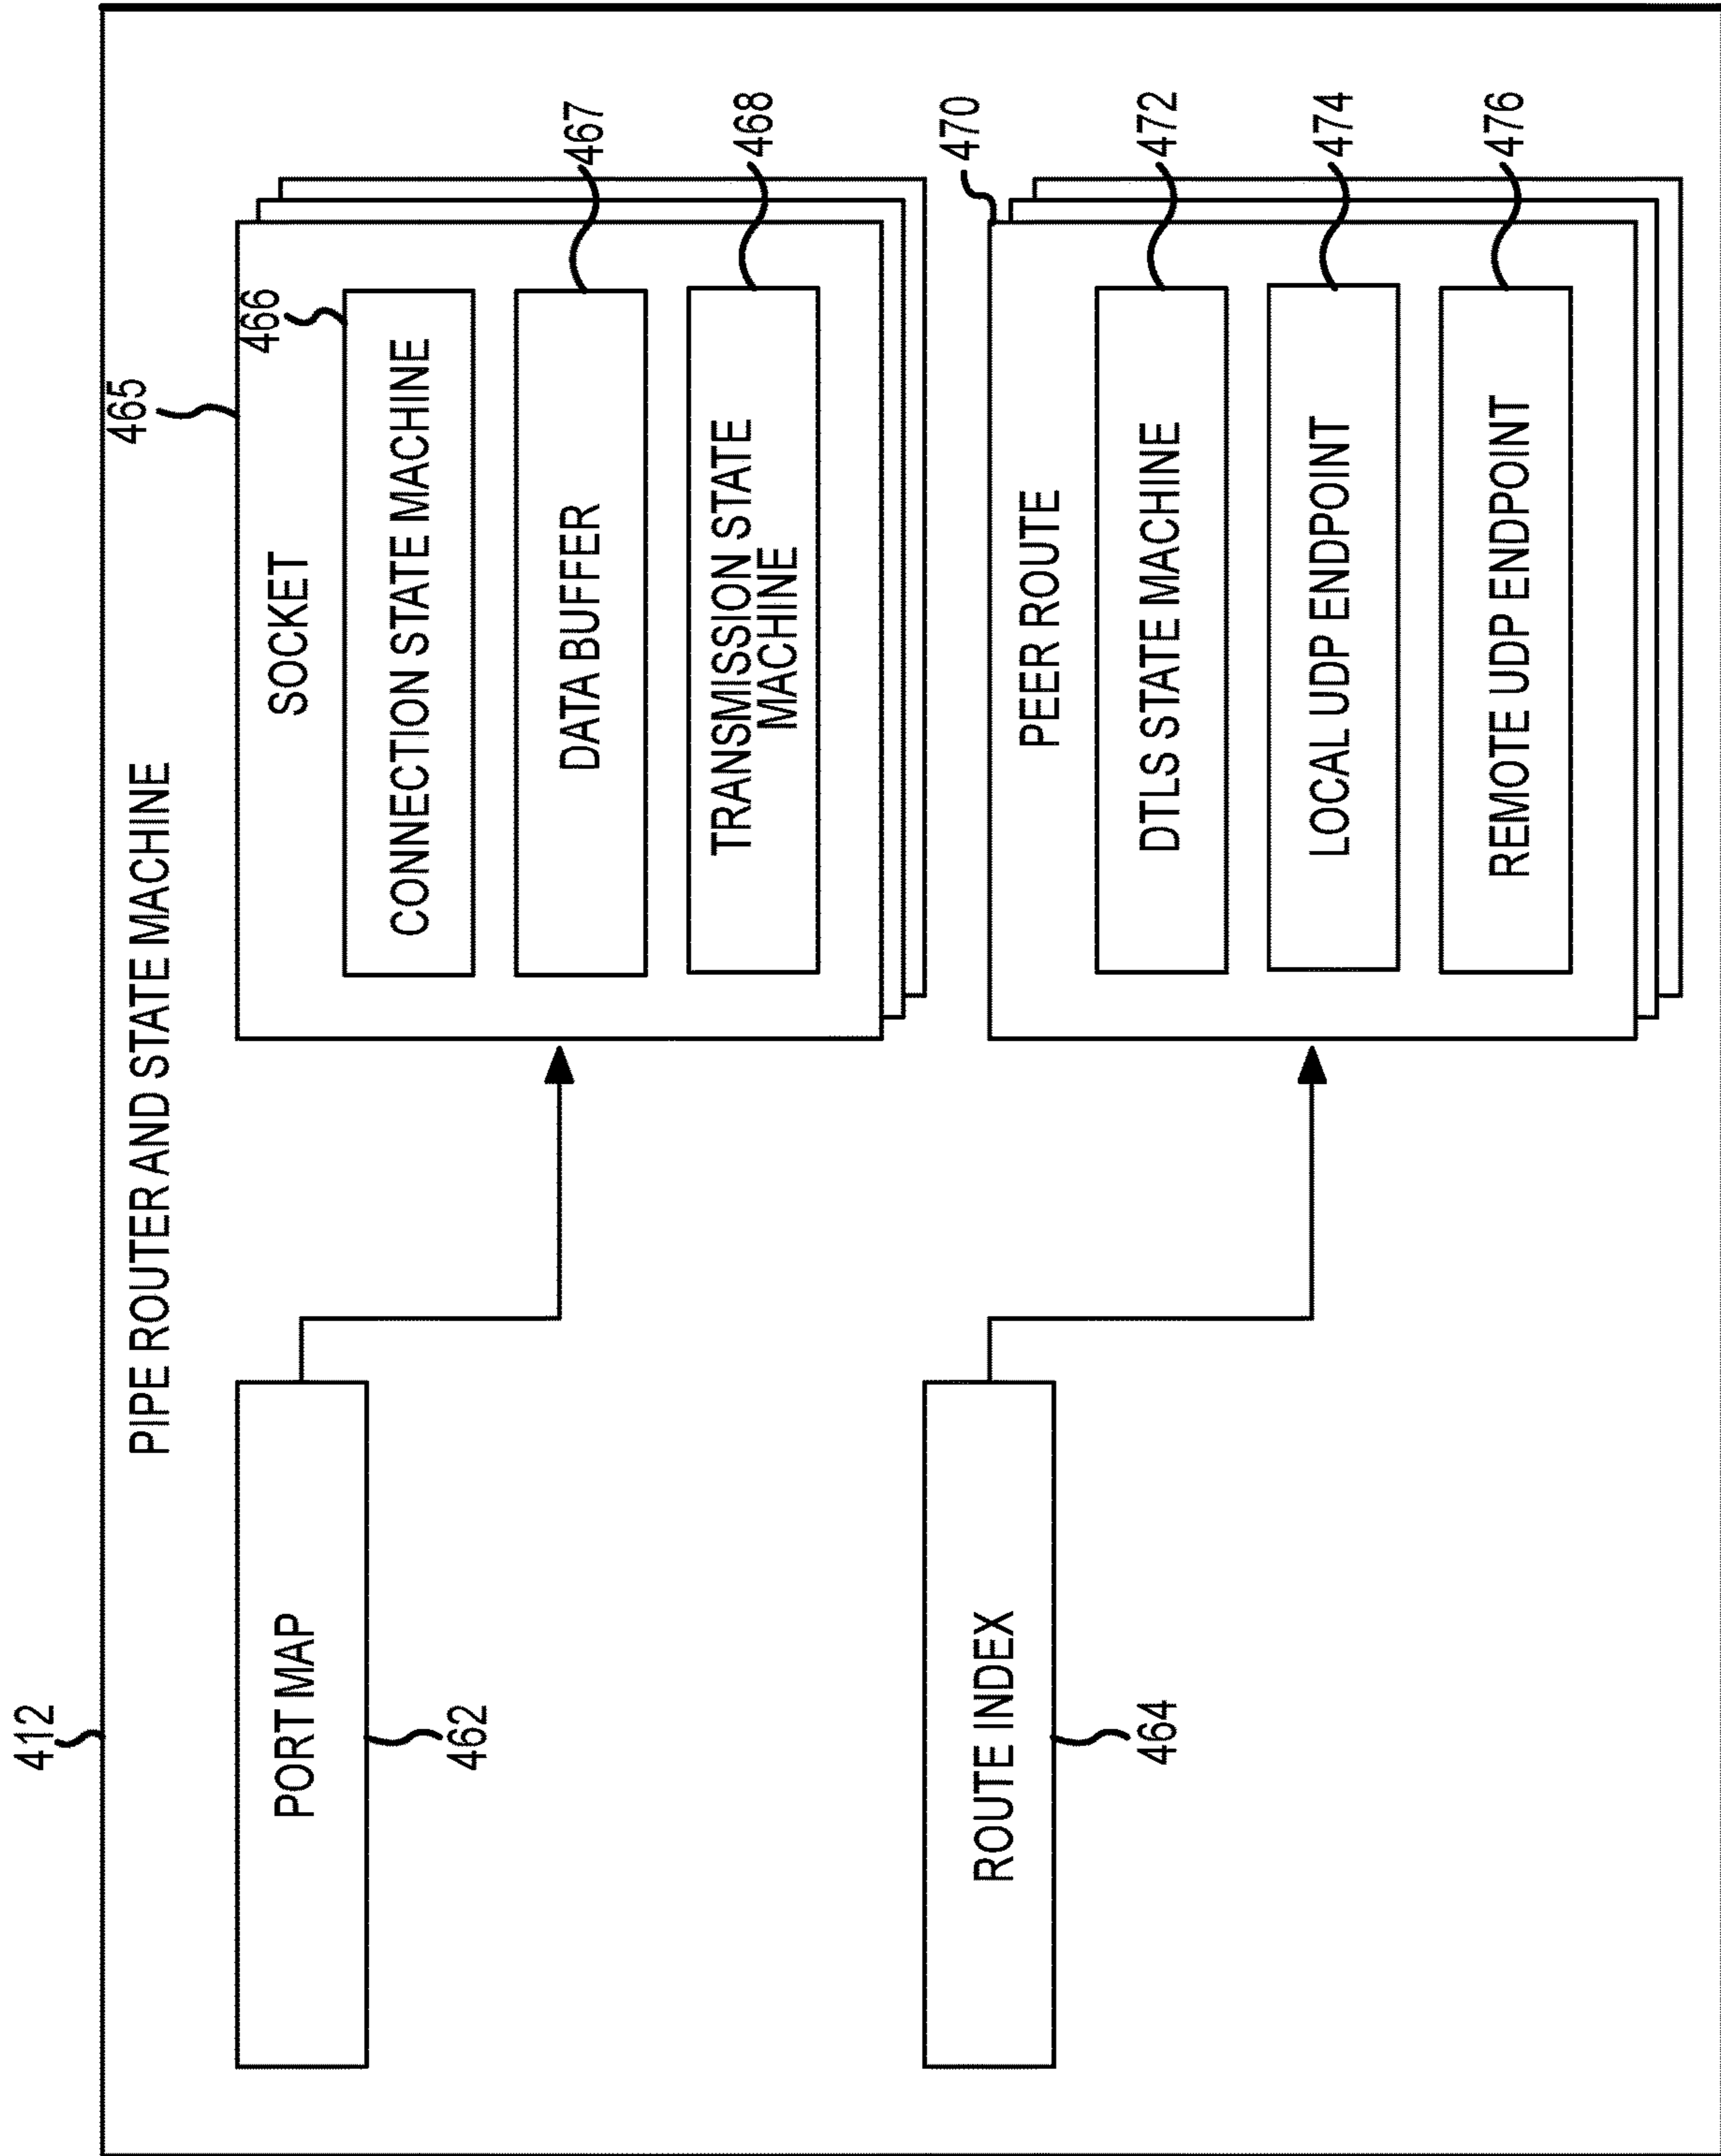 412
PIPE ROUTER AND STATE MACHINE
PORT MAP
462
465
SOCKET
466
CONNECTION STATE MACHINE
DATA BUFFER
467
TRANSMISSION STATE
MACHINE
468
ROUTE INDEX
464
470
PEER ROUTE
DTLS STATE MACHINE
472
LOCAL UDP ENDPOINT
474
REMOTE UDP ENDPOINT
476